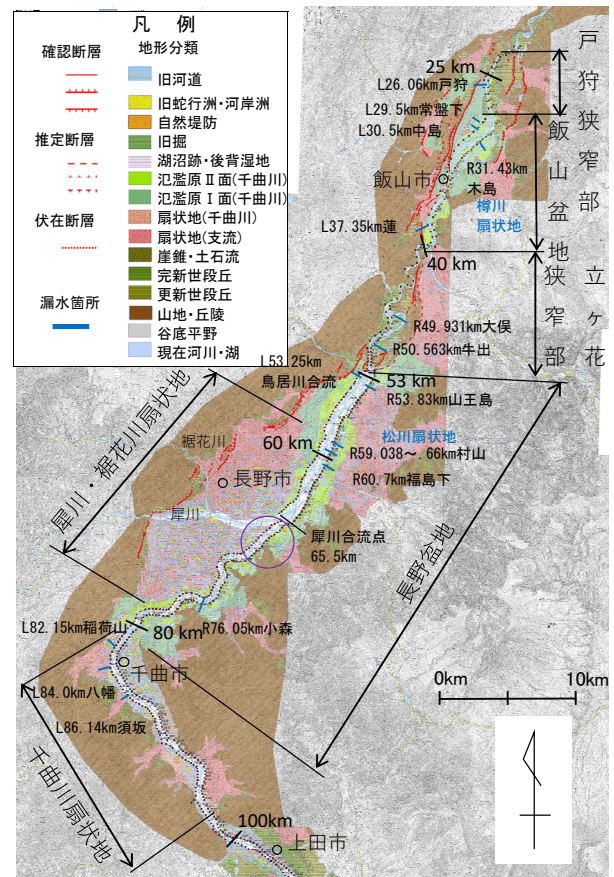 凡 例
確認断層
推定断層
伏在断層
漏水箇所
地形分類
旧河道
旧蛇行洲・河岸洲
自然堤防
旧掘
湖沼跡・後背湿地
氾濫原Ⅱ面(千曲川)
氾濫原Ⅰ面(千曲川)
扇状地(千曲川)
扇状地(支流)
崖錐・土石流
完新世段丘
更新世段丘
山地・丘陵
谷底平野
現在河川・湖
戸狩狭窄部
飯山盆地
立ヶ花狭窄部
25 km
L26.06km戸狩
L29.5km常盤下
L30.5km中島
R31.43km
木島
飯山市
樽川
扇状地
L37.35km蓮
40 km
R49.931km大俣
R50.563km牛出
L53.25km
鳥居川合流
53 km
R53.83km山王島
松川扇状地
60 km
R59.038～.66km村山
R60.7km福島下
裾花川
長野市
犀川
犀川合流点
65.5km
犀川・裾花川扇状地
長野盆地
L82.15km稲荷山
80 km
R76.05km小森
千曲市
L84.0km八幡
L86.14km須坂
千曲川扇状地
100km
上田市
0km
10km